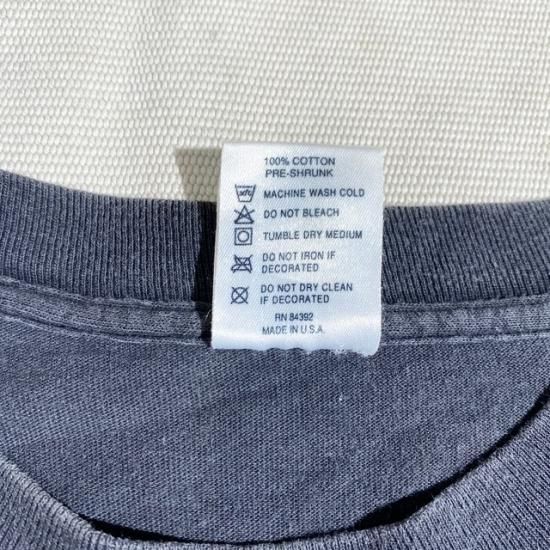 100% COTTON
PRE-SHRUNK
MACHINE WASH COLD
DO NOT BLEACH
TUMBLE DRY MEDIUM
DO NOT IRON IF
DECORATED
DO NOT DRY CLEAN
IF DECORATED
RN 84392
MADE IN U.S.A.